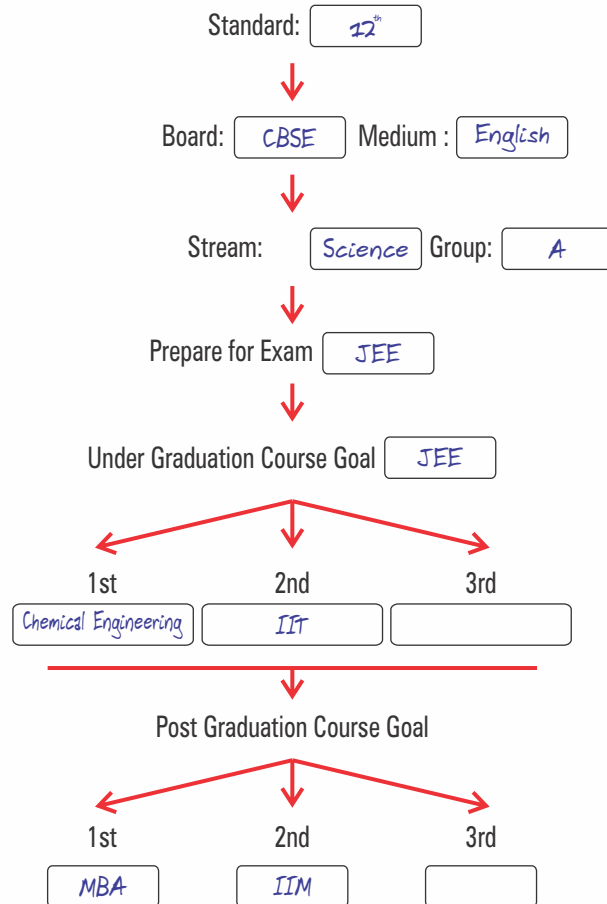 Standard: 12th
Board: CBSE Medium : English
Stream: Science Group: A
Prepare for Exam JEE
Under Graduation Course Goal JEE
1st 2nd 3rd
Chemical Engineering IIT
Post Graduation Course Goal
1st 2nd 3rd
MBA IIM